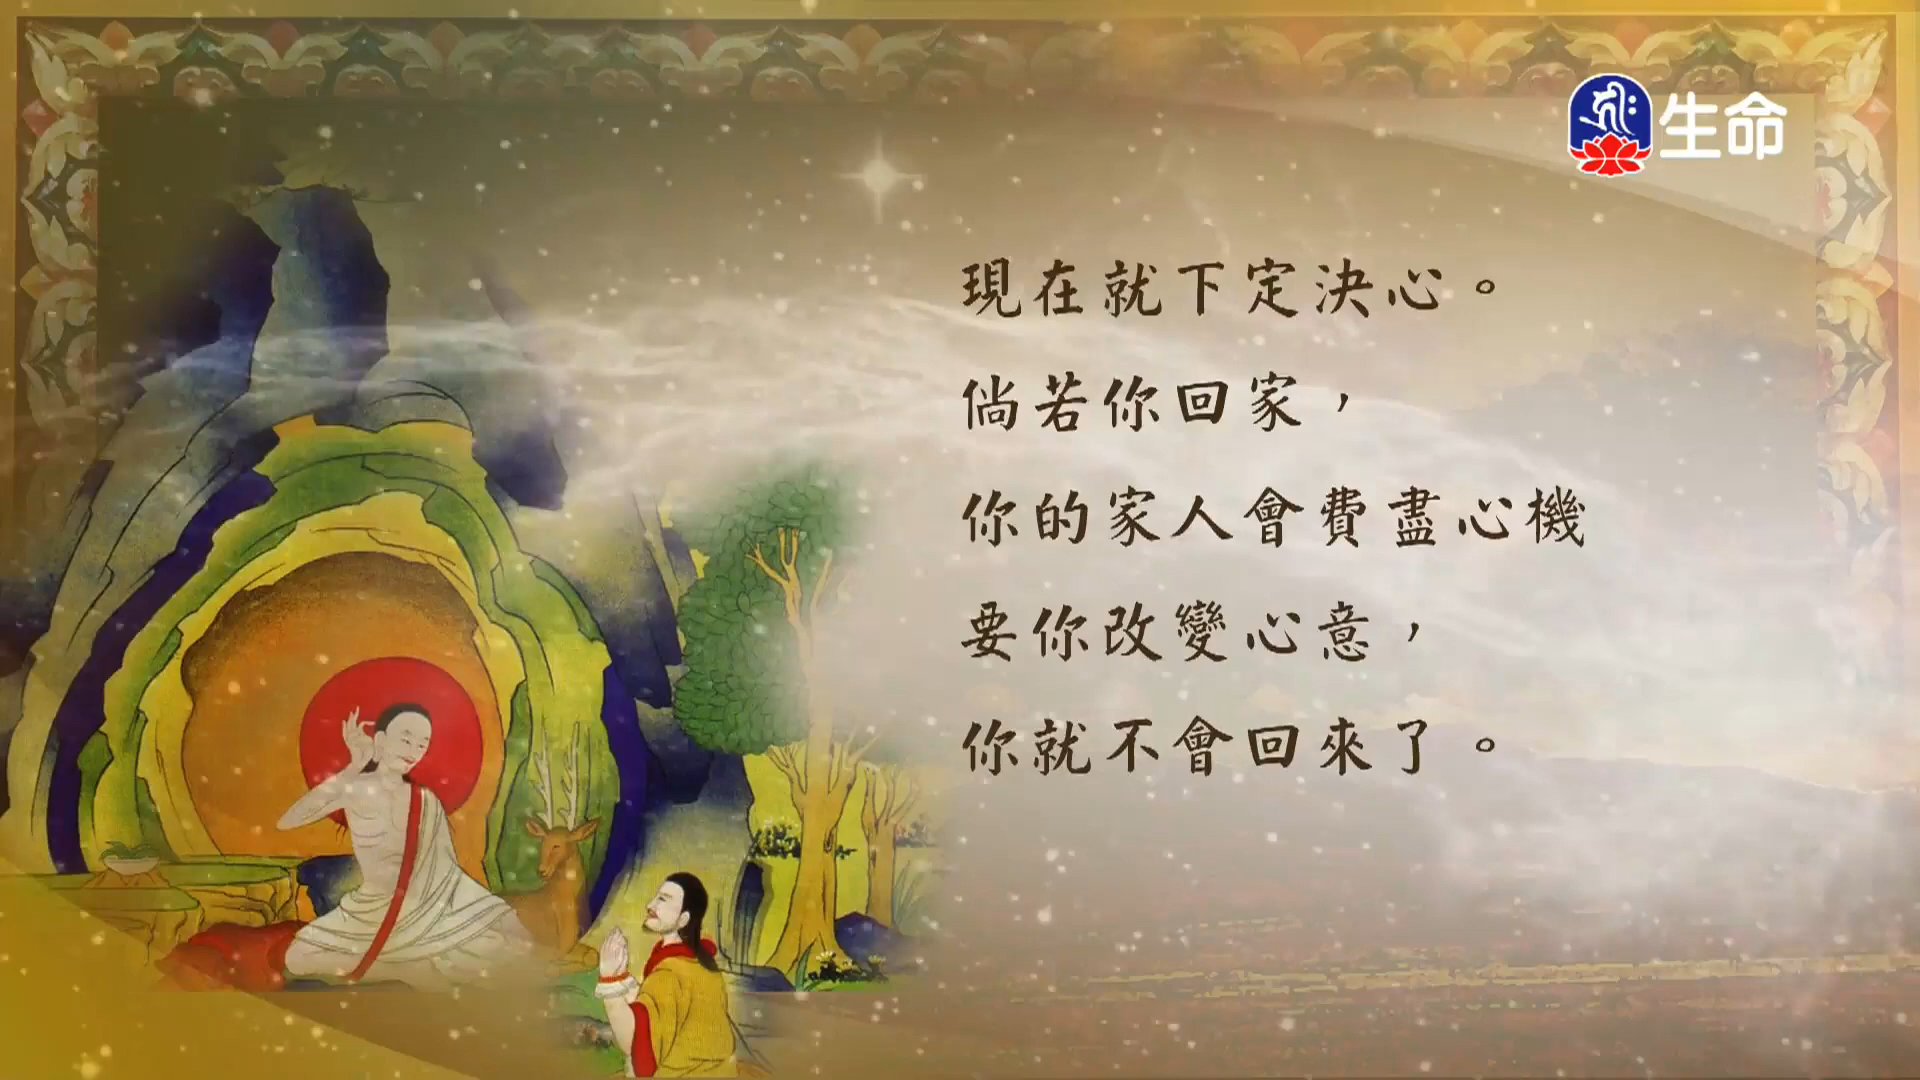 生命
現在就下定決心。
倘若你回家，
你的家人會費盡心機
要你改變心意，
你就不會回來了。